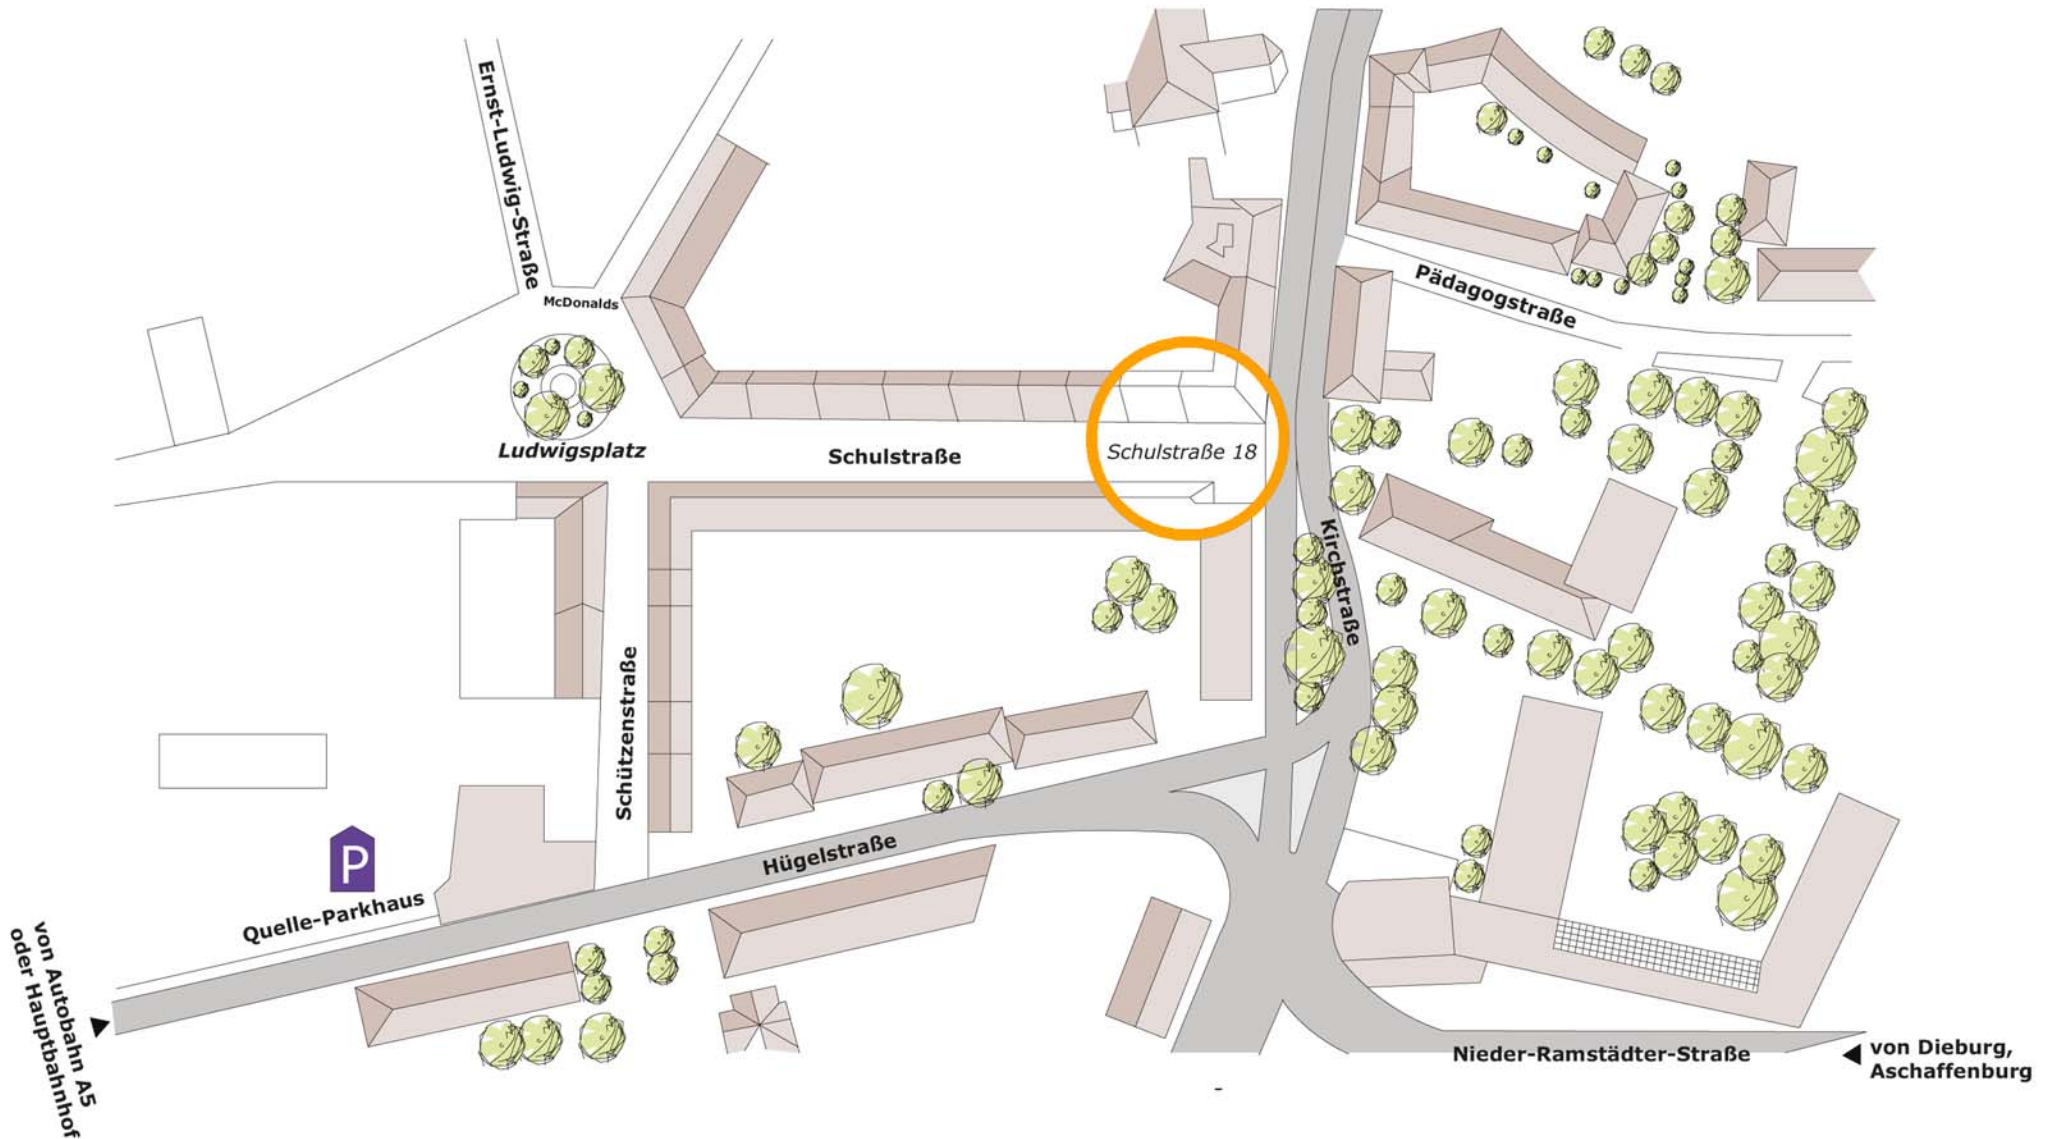 Ernst-Ludwig-Straße
McDonalds
Pädagogstraße
Ludwigsplatz
Schulstraße
Schulstraße 18
Kirchstraße
Schützenstraße
Hügelstraße
P
Quelle-Parkhaus
von Autobahn A5
oder Hauptbahnhof
Nieder-Ramstädter-Straße
von Dieburg,
Aschaffenburg
-